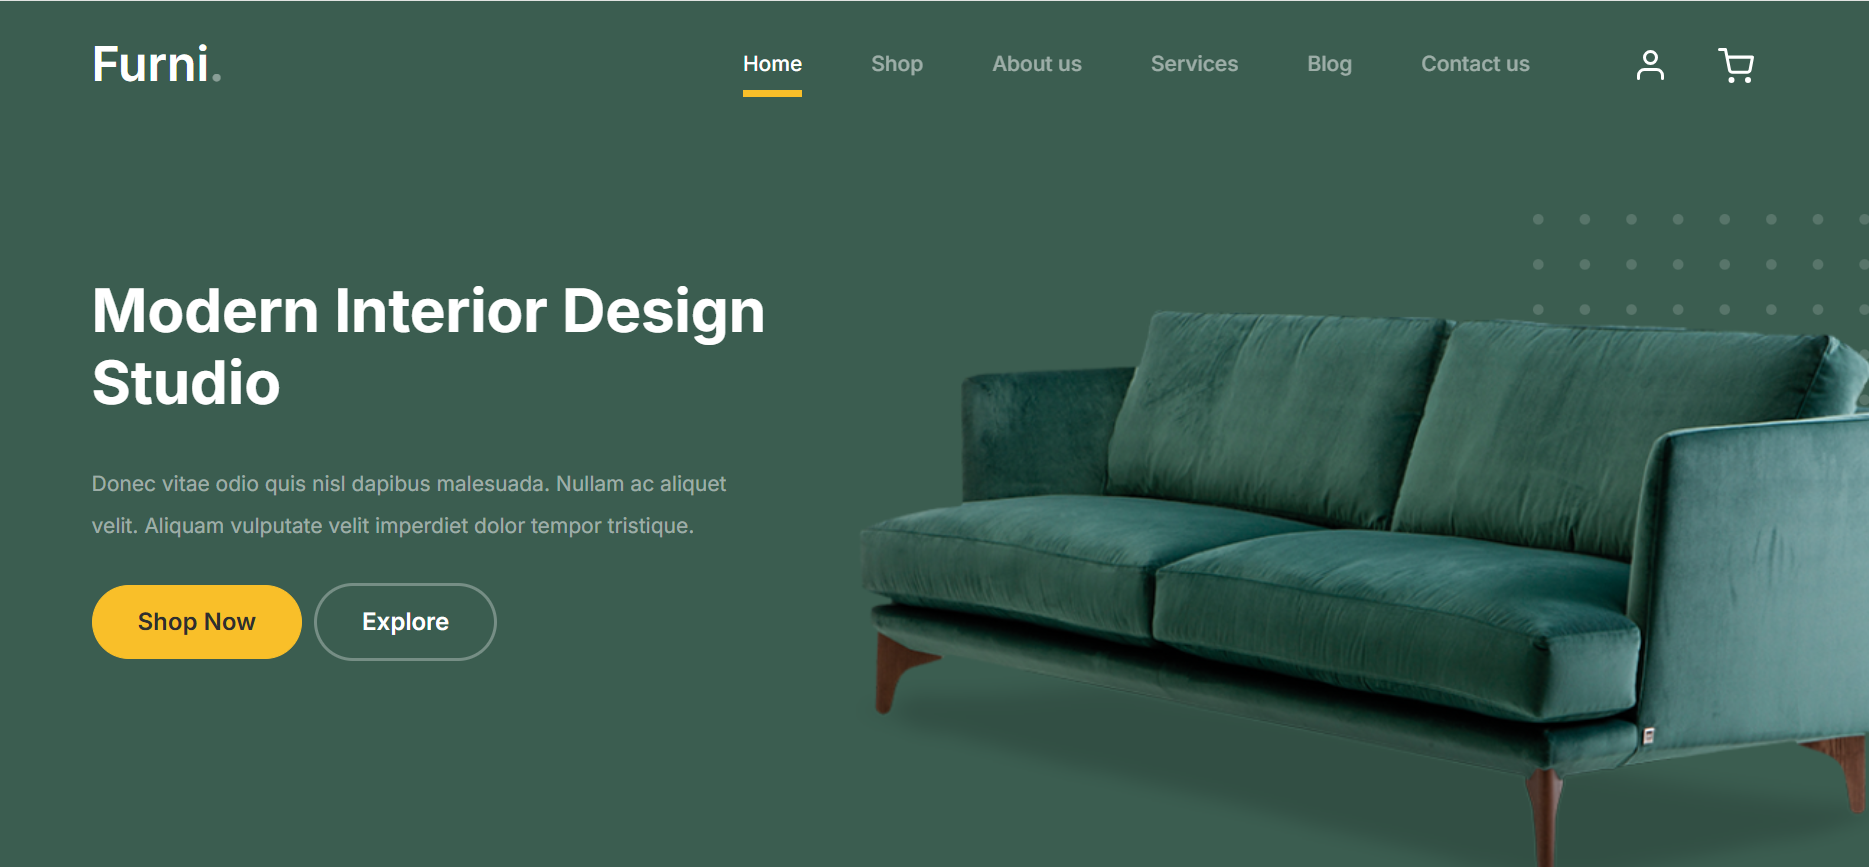 Furni.
Home Shop About us Services Blog Contact us
Modern Interior Design
Studio
Donec vitae odio quis nisl dapibus malesuada. Nullam ac aliquet
velit. Aliquam vulputate velit imperdiet dolor tempor tristique.
Shop Now Explore